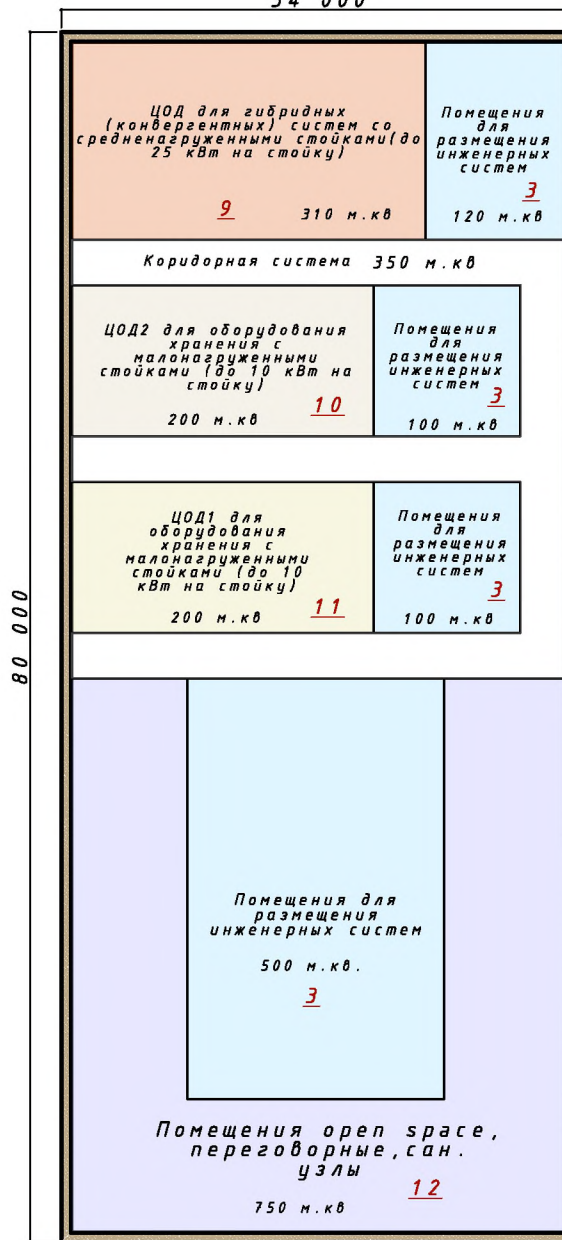 34 000
80 000
ЦОД для гибридных
(конвергентных) систем со
средненагруженными стойками(до
25 кВт на стойку)
9
310 м.кв
Помещения
для
размещения
инженерных
систем
3
120 м.кв
Коридорная система 350 м.кв
ЦОД2 для оборудования
хранения с
малонагруженными
стойками (до 10 кВт на
стойку)
10
200 м.кв
Помещения
для
размещения
инженерных
систем
3
100 м.кв
ЦОД1 для
оборудования
хранения с
малонагруженными
стойками (до 10
кВт на стойку)
11
200 м.кв
Помещения
для
размещения
инженерных
систем
3
100 м.кв
Помещения для
размещения
инженерных систем
500 м.кв.
3
Помещения open space,
переговорные,сан.
узлы
12
750 м.кв